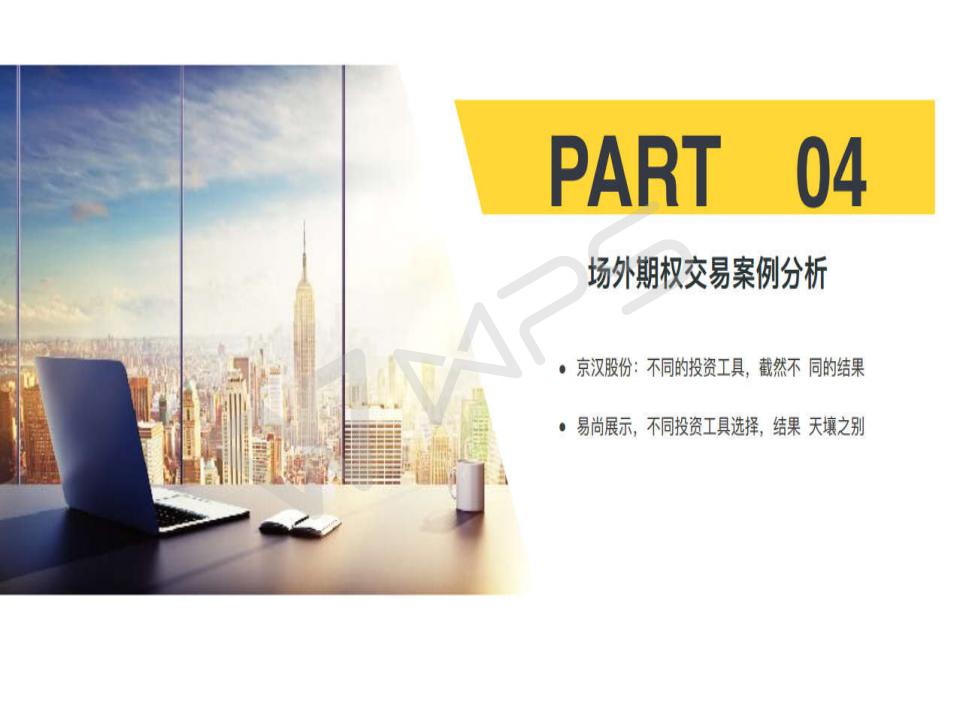 PART 04
场外期权交易案例分析
● 京汉股份：不同的投资工具，截然不 同的结果
● 易尚展示，不同投资工具选择，结果 天壤之别
WPS